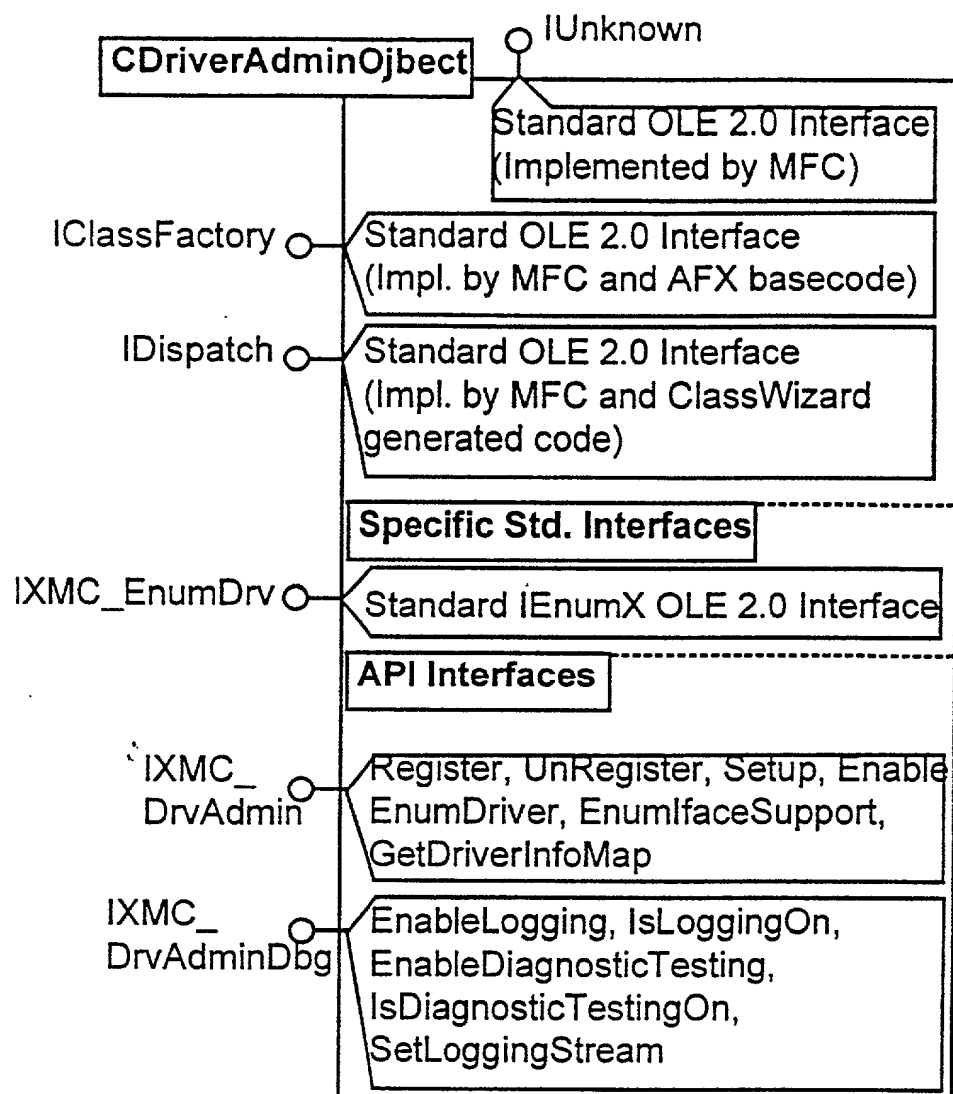 IUnknown
CDriverAdminOjbect
Standard OLE 2.0 Interface
(Implemented by MFC)
IClassFactory
Standard OLE 2.0 Interface
(Impl. by MFC and AFX basecode)
IDispatch
Standard OLE 2.0 Interface
(Impl. by MFC and ClassWizard
generated code)
Specific Std. Interfaces
IXMC_EnumDrv
Standard IEnumX OLE 2.0 Interface
API Interfaces
IXMC_
DrvAdmin
Register, UnRegister, Setup, Enable
EnumDriver, EnumIfaceSupport,
GetDriverInfoMap
IXMC_
DrvAdminDbg
EnableLogging, IsLoggingOn,
EnableDiagnosticTesting,
IsDiagnosticTestingOn,
SetLoggingStream